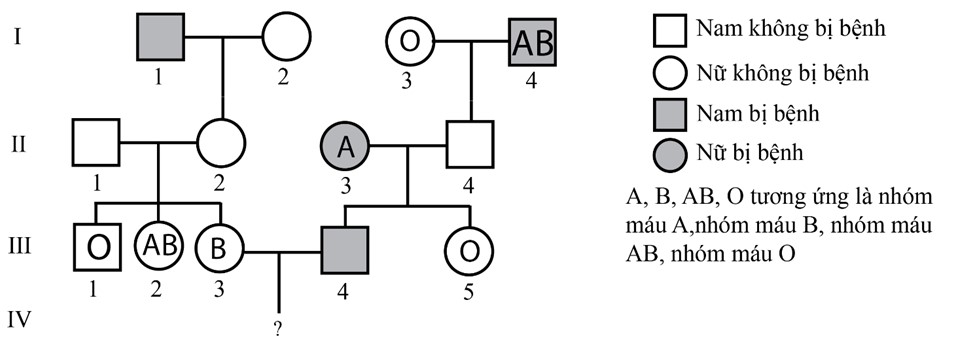 I
O
AB
1
2
3
4
Nam không bị bệnh
Nữ không bị bệnh
Nam bị bệnh
Nữ bị bệnh
II
A
1
2
3
4
A, B, AB, O tương ứng là nhóm
máu A,nhóm máu B, nhóm máu
AB, nhóm máu O
III
O
AB
B
O
1
2
3
4
5
IV
?